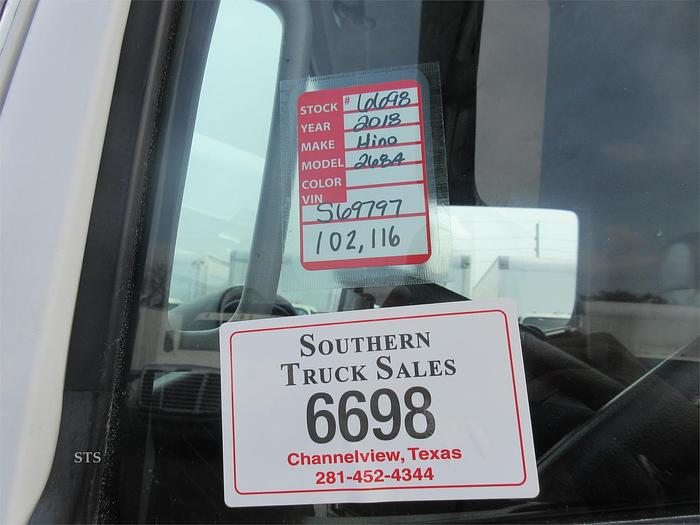 STOCK # 6698
YEAR 2018
MAKE Hino
MODEL 268A
COLOR
VIN
S69797
102,116
SOUTHERN
TRUCK SALES
6698
Channelview, Texas
281-452-4344
STS